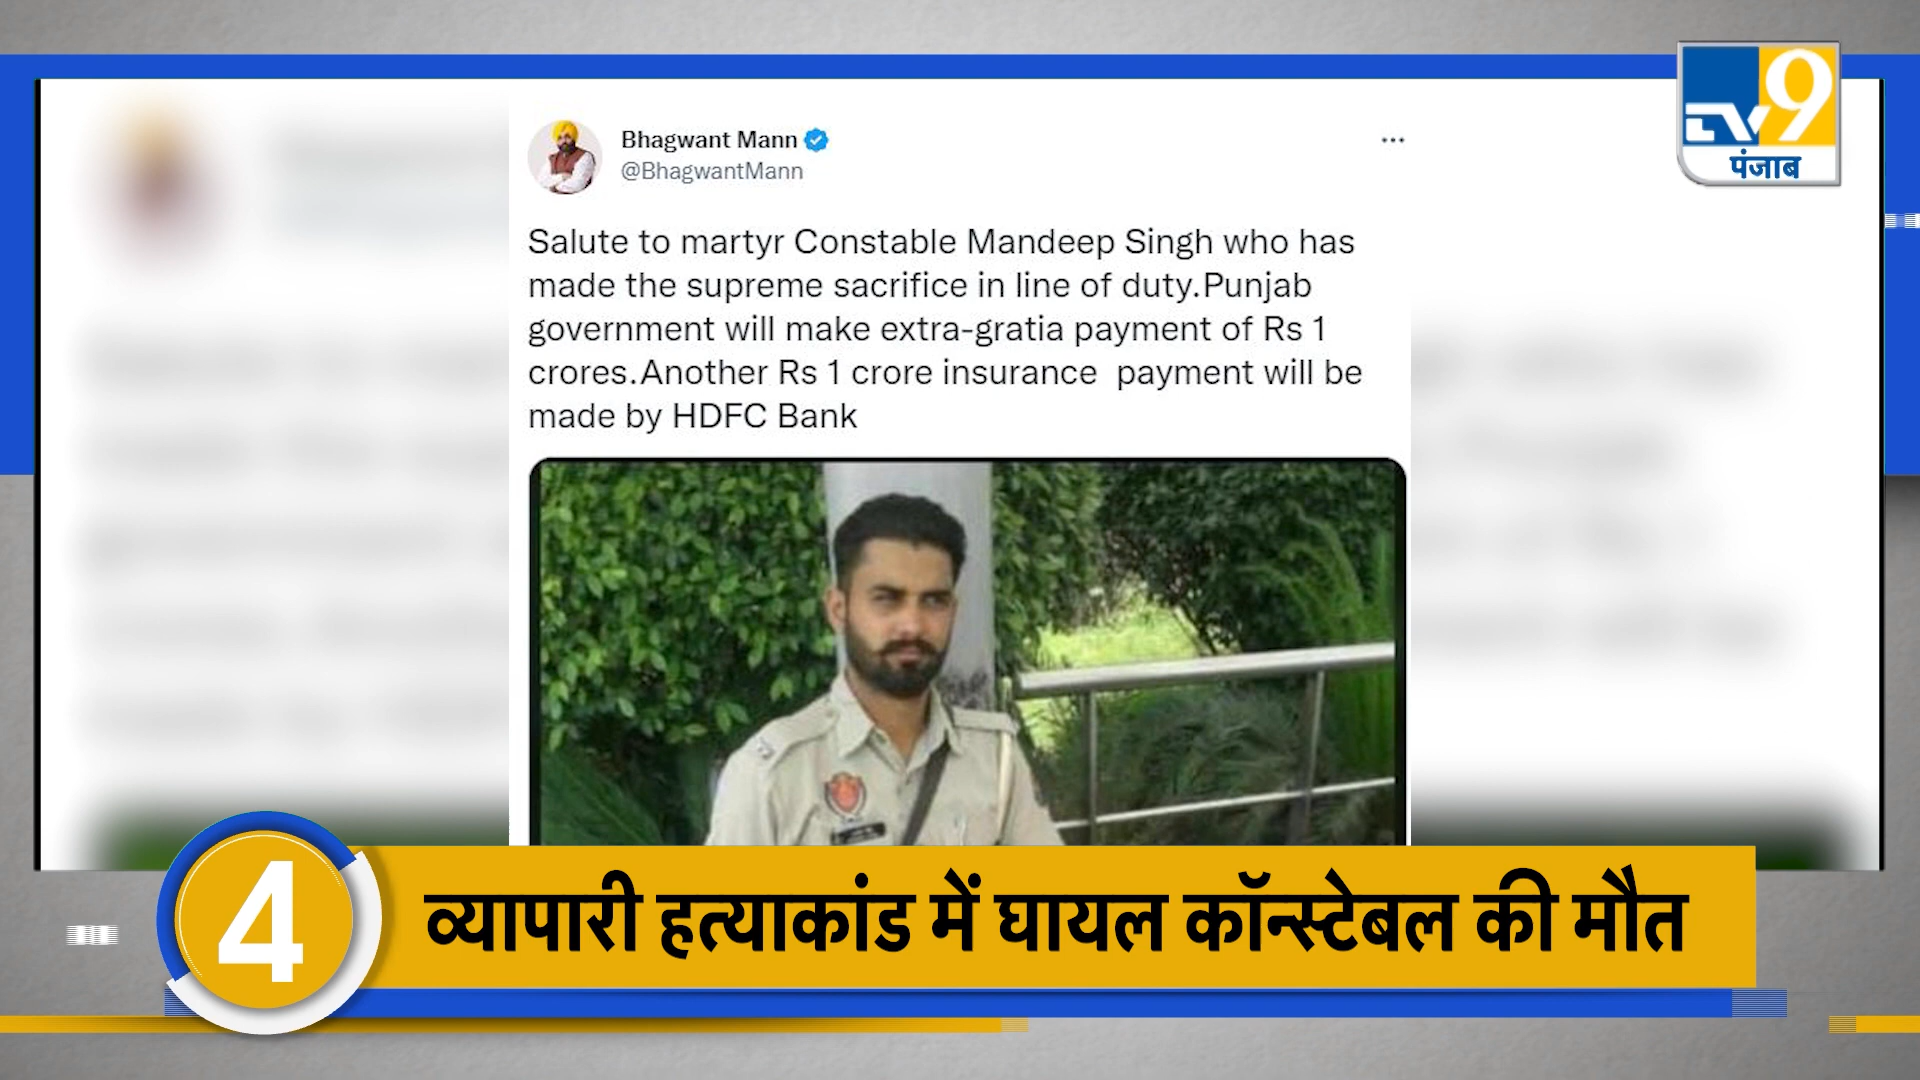 TV9
पंजाब
Bhagwant Mann
@BhagwantMann
Salute to martyr Constable Mandeep Singh who has
made the supreme sacrifice in line of duty.Punjab
government will make extra-gratia payment of Rs 1
crores.Another Rs 1 crore insurance  payment will be
made by HDFC Bank
4
व्यापारी हत्याकांड में घायल कॉन्स्टेबल की मौत